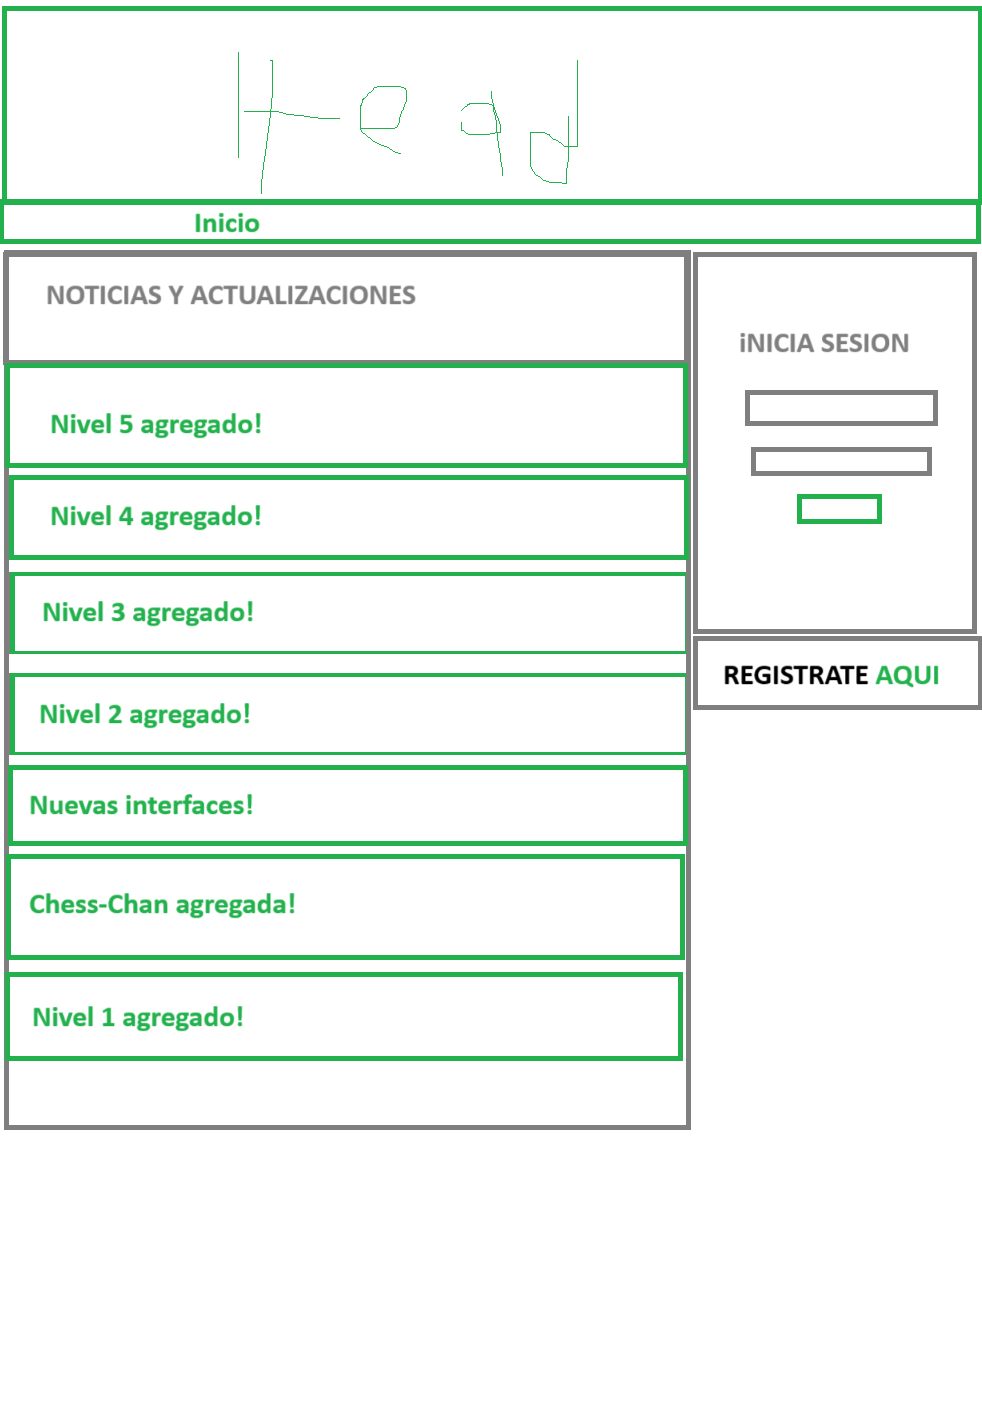 Head
Inicio
NOTICIAS Y ACTUALIZACIONES
Nivel 5 agregado!
Nivel 4 agregado!
Nivel 3 agregado!
Nivel 2 agregado!
Nuevas interfaces!
Chess-Chan agregada!
Nivel 1 agregado!
iNICIA SESION
REGISTRATE AQUI